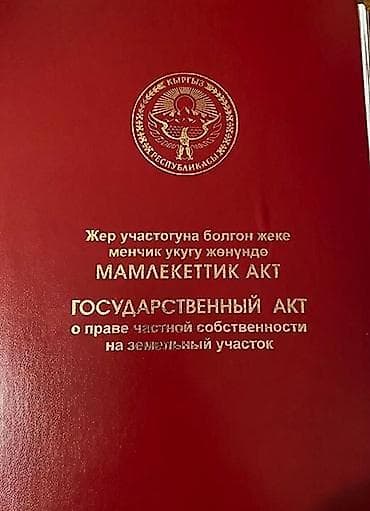 КЫРГЫЗ
РЕСПУБЛИКАСЫ
Жер участогуна болгон жеке
менчик укугу жөнүндө
МАМЛЕКЕТТИК АКТ
ГОСУДАРСТВЕННЫЙ АКТ
о праве частной собственности
на земельный участок